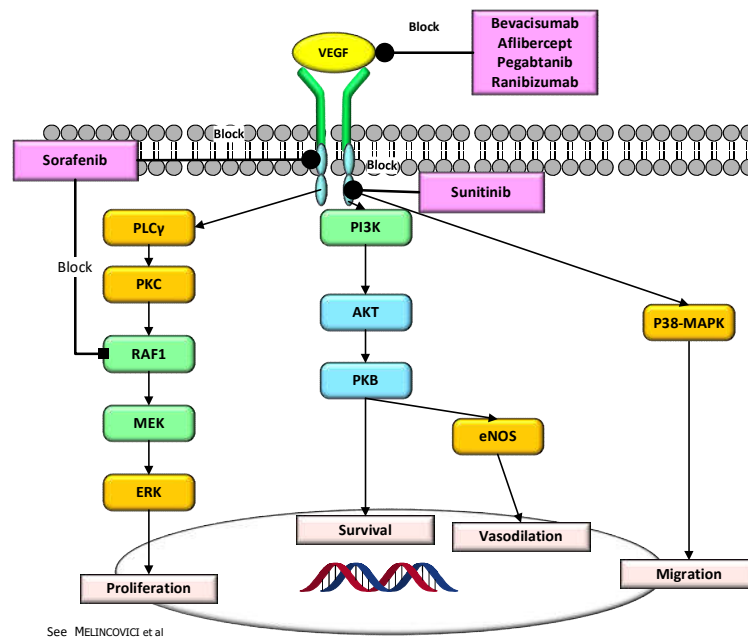 Block
Bevacisumab
Aflibercept
Pegabtanib
Ranibizumab
VEGF
Block
Sorafenib
Block
Sunitinib
PLCγ
PI3K
Block
PKC
AKT
P38-MAPK
RAF1
PKB
MEK
eNOS
ERK
Survival
Vasodilation
Proliferation
Migration
See MELINCOVICI et al